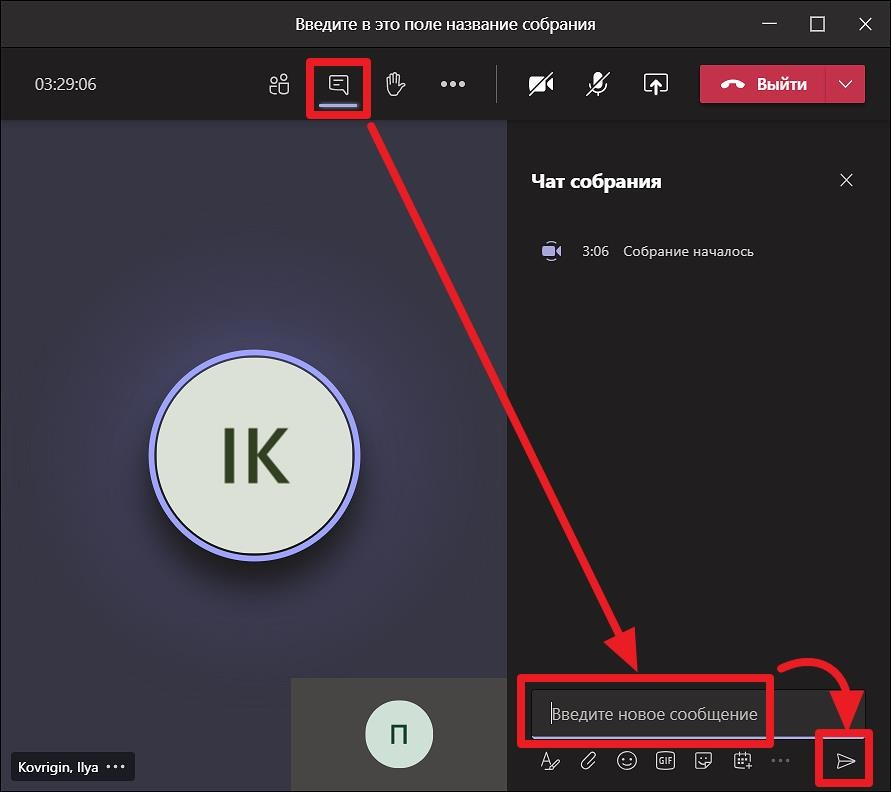 Введите в это поле название собрания
03:29:06
Выйти
Чат собрания
3:06 Собрание началось
IK
Введите новое сообщение
П
GIF
Kovrigin, Ilya